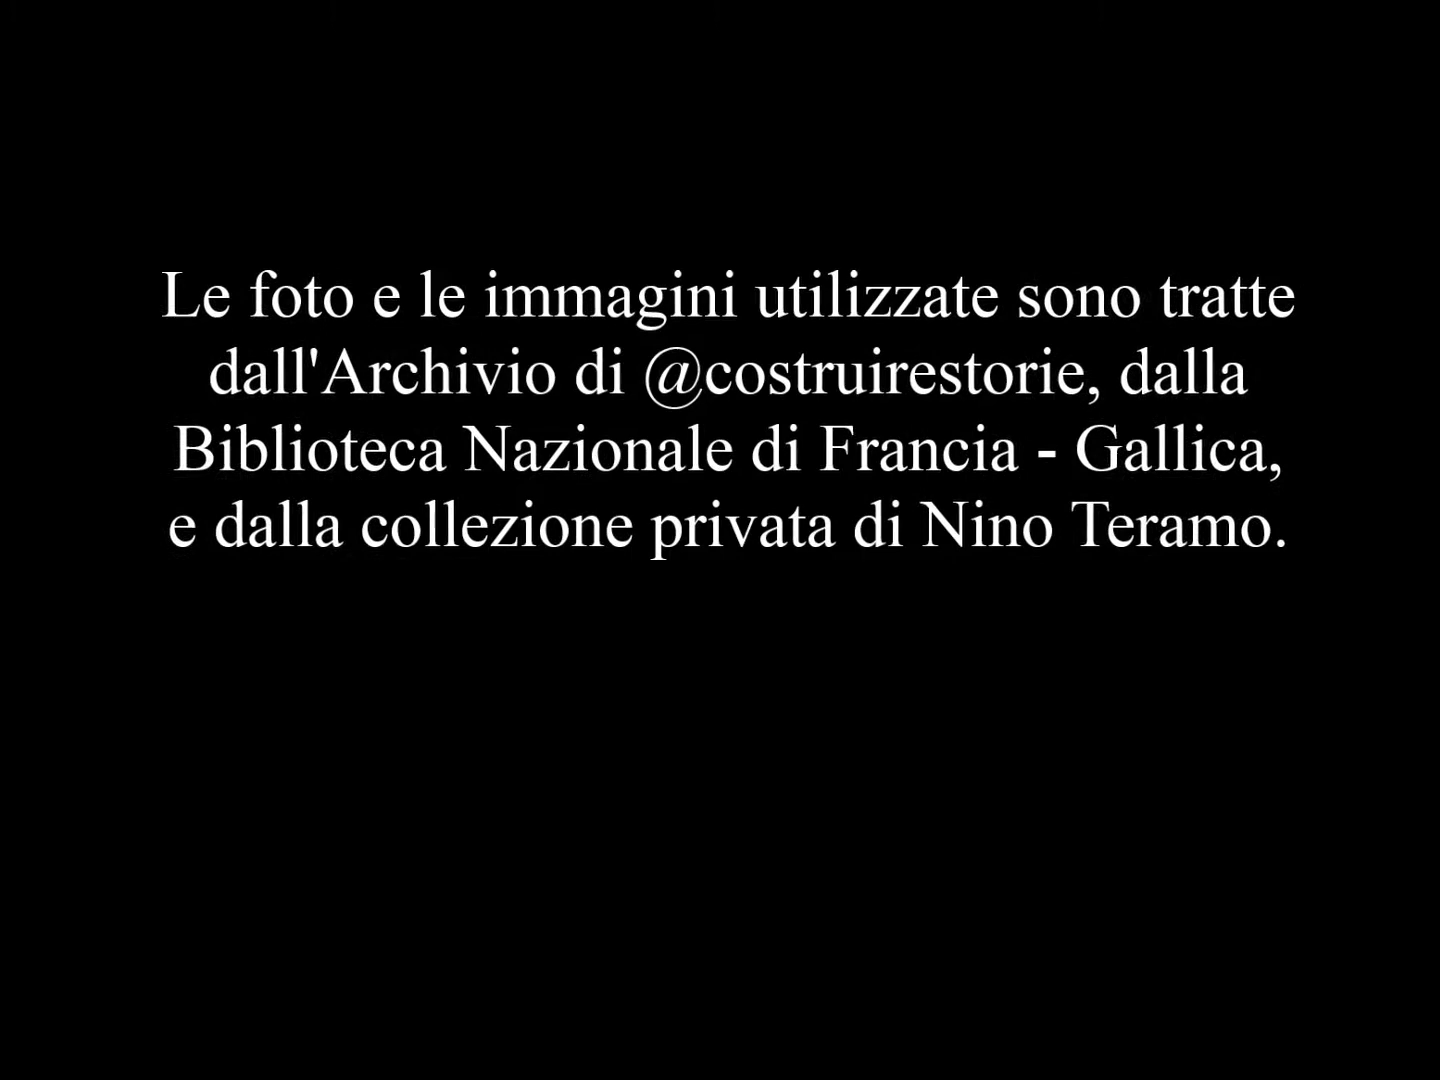 Le foto e le immagini utilizzate sono tratte
dall'Archivio di @costruirestorie, dalla
Biblioteca Nazionale di Francia - Gallica,
e dalla collezione privata di Nino Teramo.